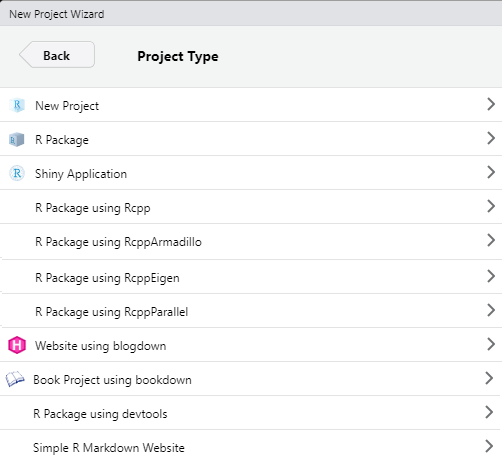 New Project Wizard
Back
Project Type
R New Project
R R Package
R Shiny Application
R Package using Rcpp
R Package using RcppArmadillo
R Package using RcppEigen
R Package using RcppParallel
H Website using blogdown
Book Project using bookdown
R Package using devtools
Simple R Markdown Website